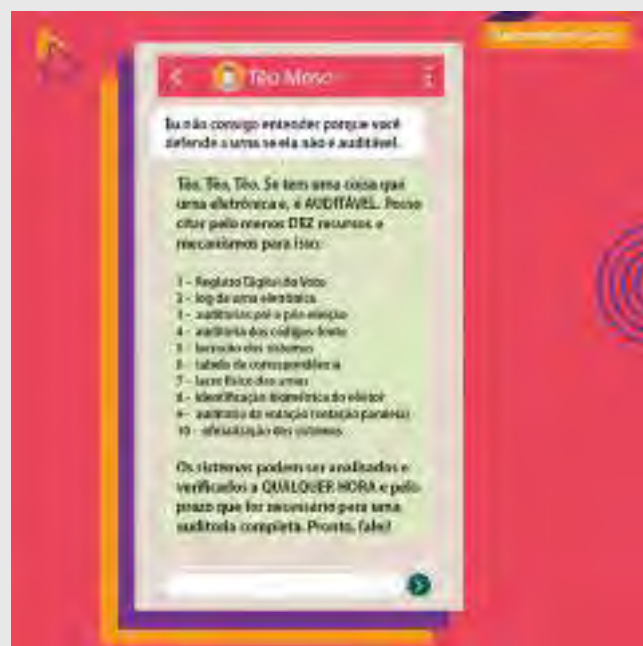 Téo Moso
Eu não consigo entender porque você
defende a urna se ela não é auditável.
Téo, Téo, Téo. Se tem uma coisa que
urna eletrônica e, é AUDITÁVEL. Posso
citar pelo menos DEZ recursos e
mecanismos para isso:
1 - Registro Digital do Voto
2 - log da urna eletrônica
3 - auditorias pré e pós-eleição
4 - auditoria dos códigos-fonte
5 - lacração dos sistemas
6 - tabela de correspondência
7 - lacre físico das urnas
8 - identificação biométrica do eleitor
9 - auditoria da votação (votação paralela)
10 - oficialização dos sistemas
Os sistemas podem ser analisados e
verificados a QUALQUER HORA e pelo
prazo que for necessário para uma
auditoria completa. Pronto, falei!